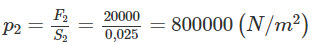 p₂ = F₂/S₂ = 20000/0,025 = 800000 (N/m²)